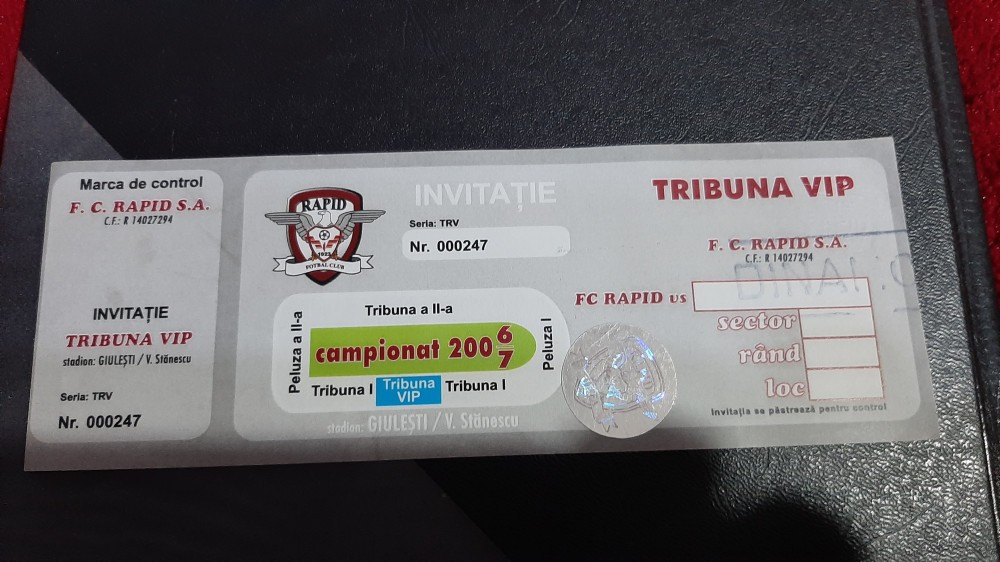 Marca de control
F. C. RAPID S.A.
C.F.: R 14027294
INVITAȚIE
TRIBUNA VIP
stadion: GIULEȘTI / V. Stănescu
Seria: TRV
Nr. 000247
RAPID
1923
FOTBAL CLUB
INVITAȚIE
Seria: TRV
Nr. 000247
TRIBUNA VIP
F. C. RAPID S.A.
C.F.: R 14027294
Tribuna a II-a
Peluza a II-a
campionat 2006/7
Peluza I
Tribuna I
Tribuna VIP
Tribuna I
stadion: GIULEȘTI / V. Stănescu
FC RAPID vs
sector
rând
loc
Invitația se păstrează pentru control